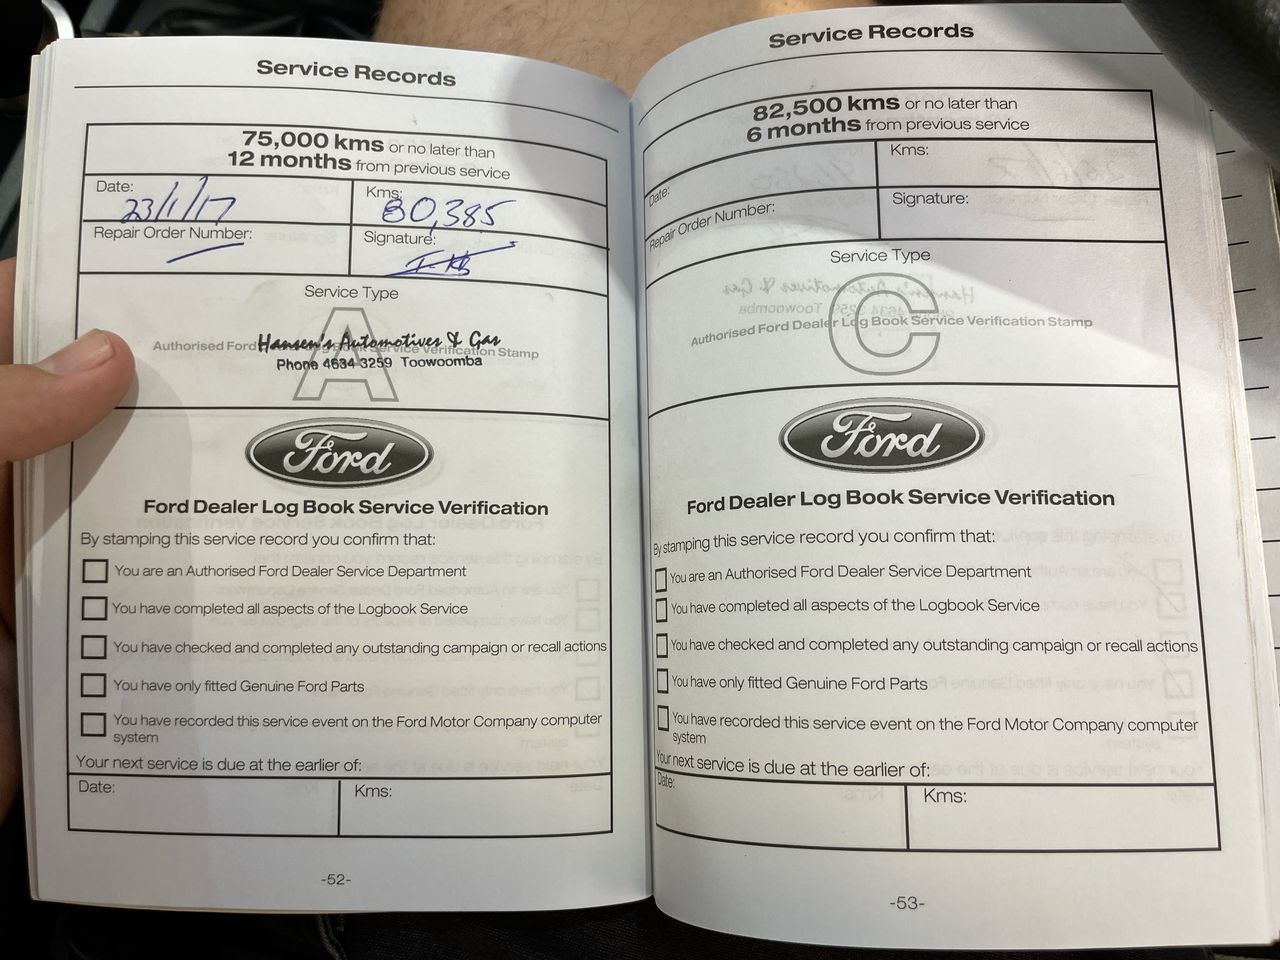 Service Records
75,000 kms or no later than
12 months from previous service
Date:
23/1/17
Kms:
80,385
Repair Order Number:
Signature:
Service Type
A
Authorised Ford Dealer Log Book Service Verification Stamp
Hansen's Automotives & Gas
Phone 4634 3259 Toowoomba
Ford
Ford Dealer Log Book Service Verification
By stamping this service record you confirm that:
You are an Authorised Ford Dealer Service Department
You have completed all aspects of the Logbook Service
You have checked and completed any outstanding campaign or recall actions
You have only fitted Genuine Ford Parts
You have recorded this service event on the Ford Motor Company computer
system
Your next service is due at the earlier of:
Date:
Kms:
-52-
Service Records
82,500 kms or no later than
6 months from previous service
Date:
Kms:
Repair Order Number:
Signature:
Service Type
C
Authorised Ford Dealer Log Book Service Verification Stamp
Ford
Ford Dealer Log Book Service Verification
By stamping this service record you confirm that:
You are an Authorised Ford Dealer Service Department
You have completed all aspects of the Logbook Service
You have checked and completed any outstanding campaign or recall actions
You have only fitted Genuine Ford Parts
You have recorded this service event on the Ford Motor Company computer
system
Your next service is due at the earlier of:
Date:
Kms:
-53-